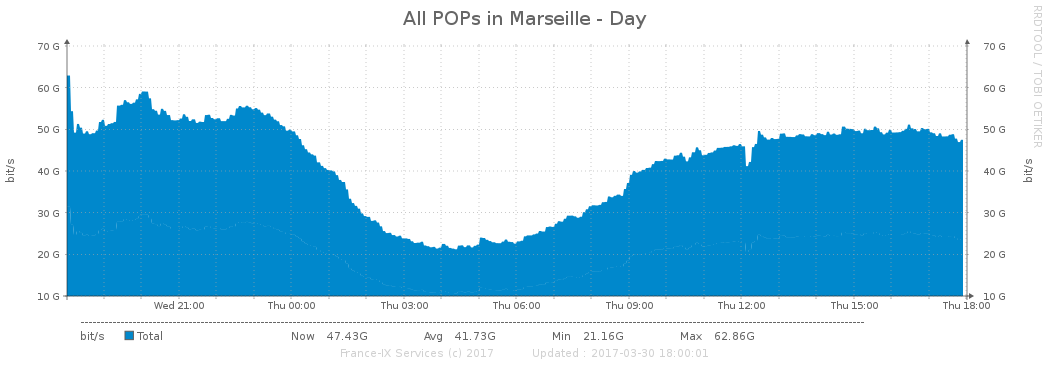 All POPs in Marseille - Day
RRDTOOL / TOBI OETIKER
70 G 70 G
60 G 60 G
50 G 50 G
40 G 40 G
30 G 30 G
20 G 20 G
10 G 10 G
bit/s
bit/s
Wed 21:00 Thu 00:00 Thu 03:00 Thu 06:00 Thu 09:00 Thu 12:00 Thu 15:00 Thu 18:00
bit/s Total Now 47.43G Avg 41.73G Min 21.16G Max 62.86G
France-IX Services (c) 2017 Updated : 2017-03-30 18:00:01